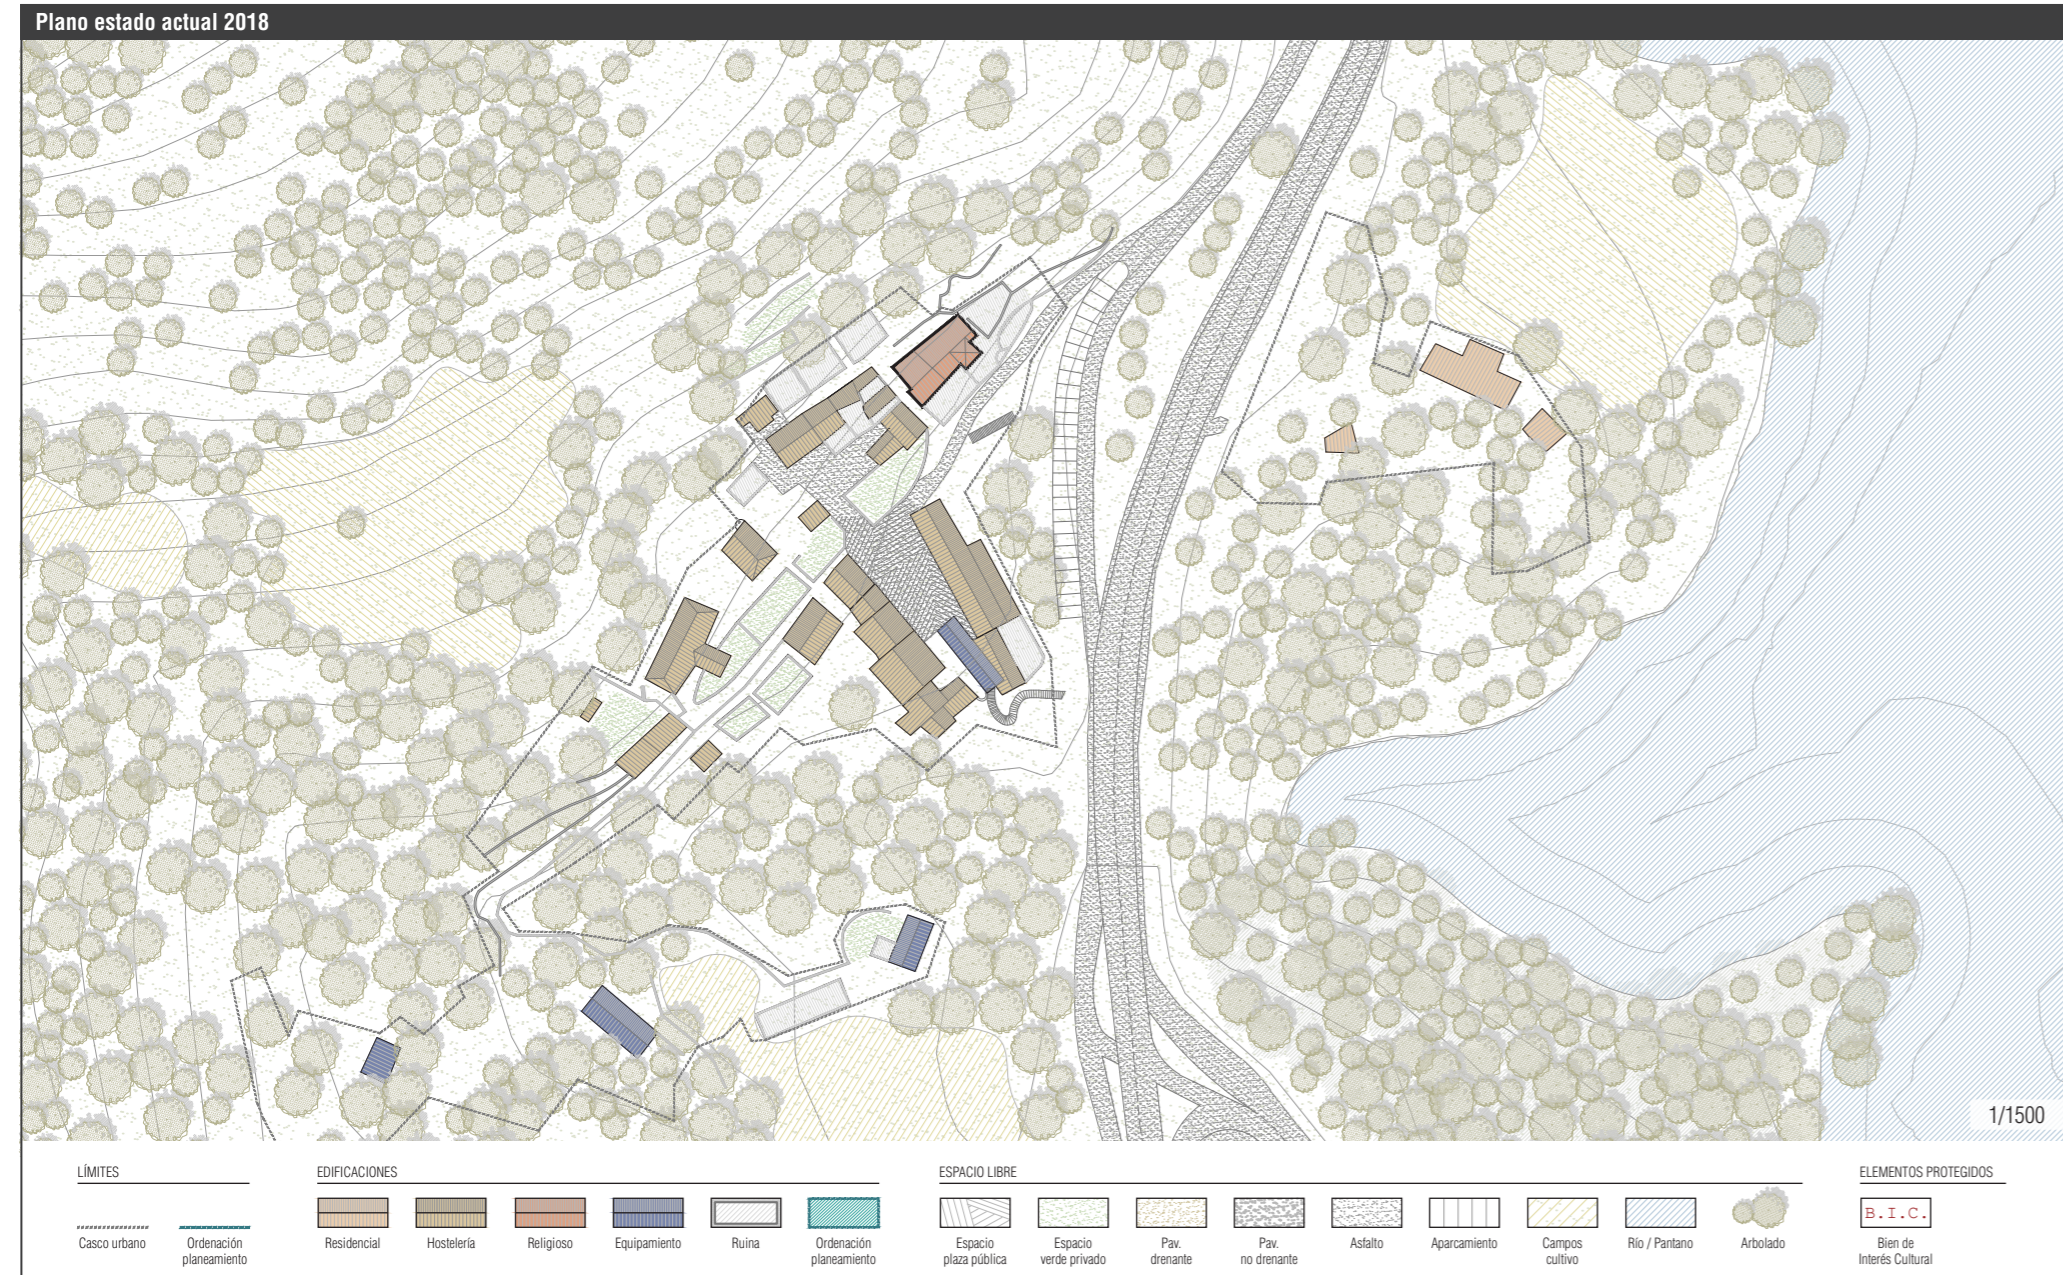 Plano estado actual 2018
1/1500
LÍMITES
Casco urbano
Ordenación
planeamiento
EDIFICACIONES
Residencial
Hostelería
Religioso
Equipamiento
Ruina
Ordenación
planeamiento
ESPACIO LIBRE
Espacio
plaza pública
Espacio
verde privado
Pav.
drenante
Pav.
no drenante
Asfalto
Aparcamiento
Campos
cultivo
Río / Pantano
Arbolado
ELEMENTOS PROTEGIDOS
B.I.C.
Bien de
Interés Cultural